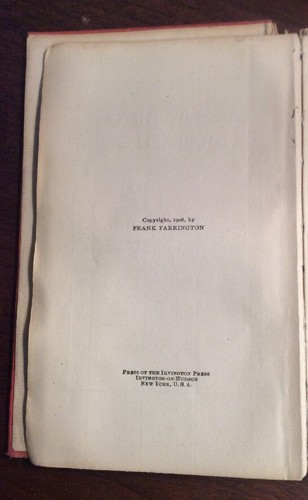 Copyright, 1906, by
FRANK FARRINGTON
PRESS OF THE IRVINGTON PRESS
IRVINGTON-ON-HUDSON
NEW YORK, U.S.A.